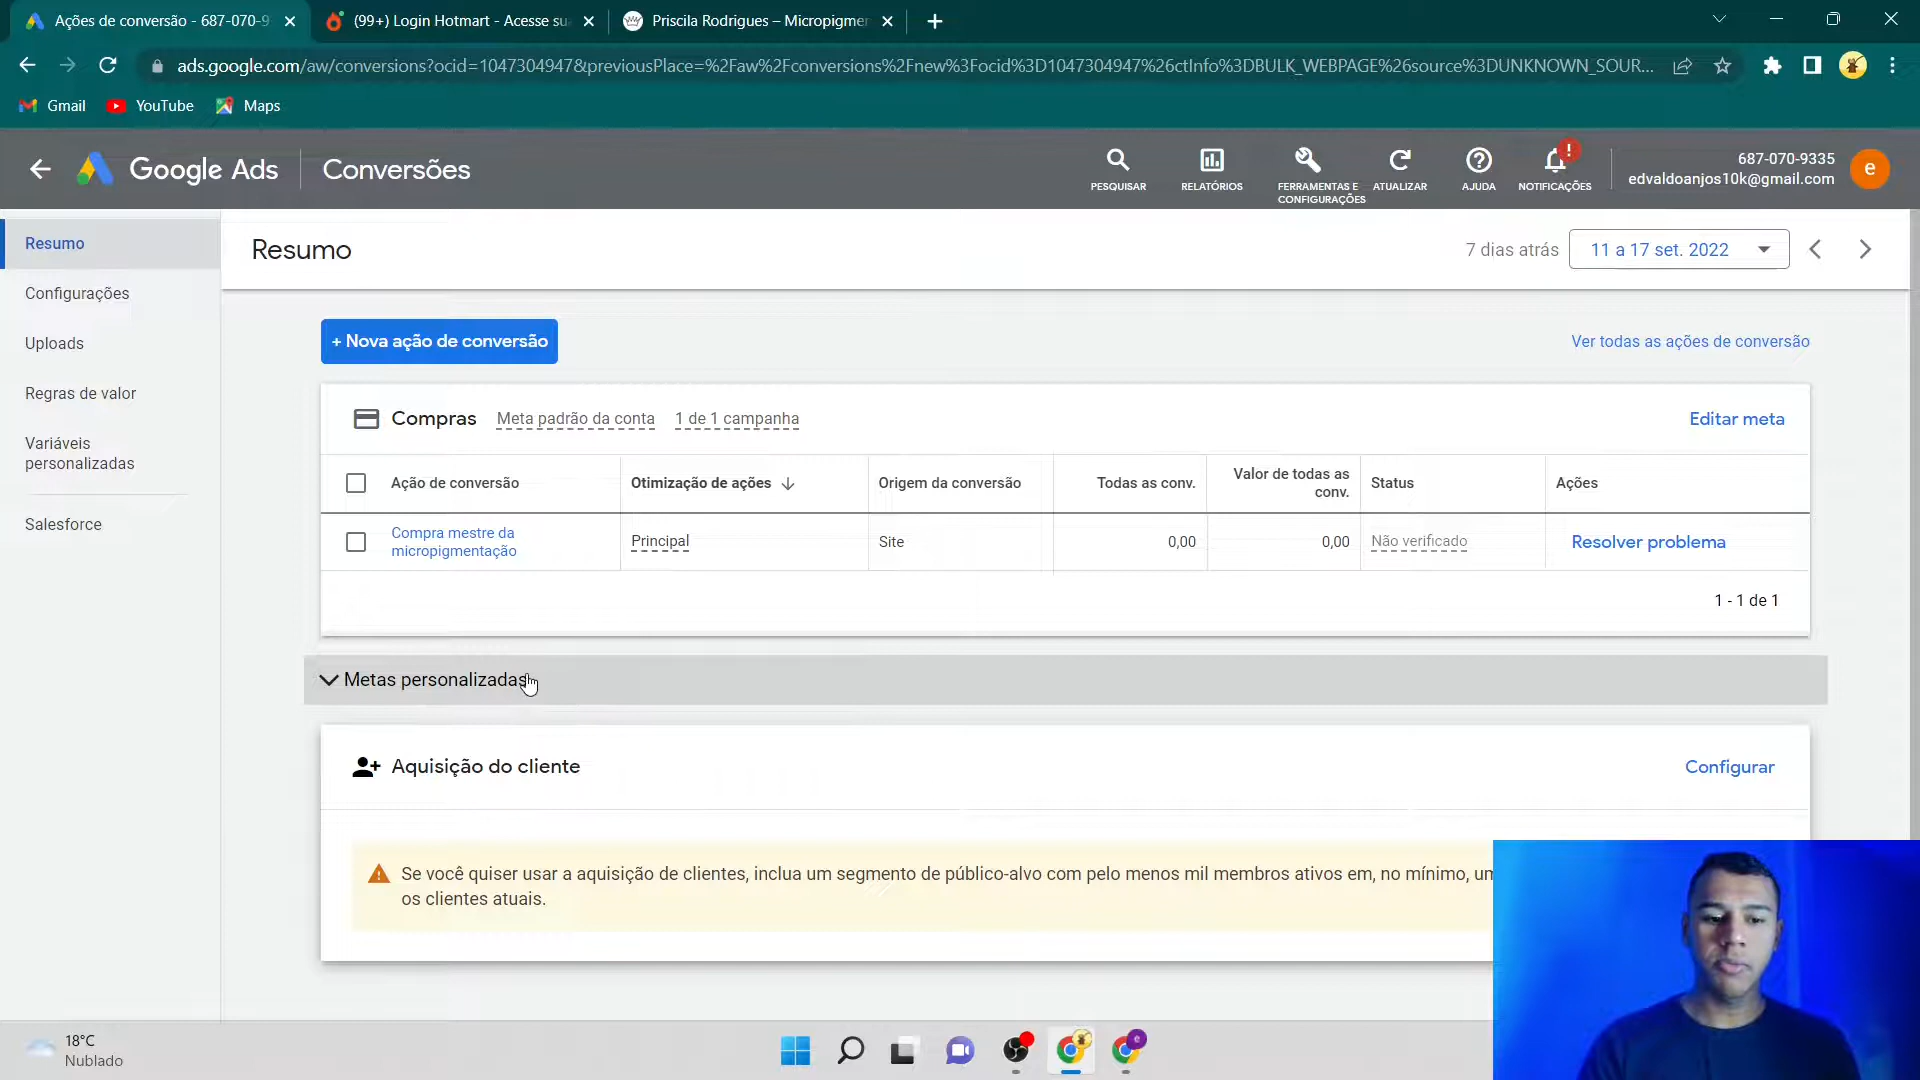 Ações de conversão - 687-070-9
(99+) Login Hotmart - Acesse su
Priscila Rodrigues – Micropigme
ads.google.com/aw/conversions?ocid=1047304947&previousPlace=%2Faw%2Fconversions%2Fnew%3Focid%3D1047304947%26ctInfo%3DBULK_WEBPAGE%26source%3DUNKNOWN_SOUR...
Gmail
YouTube
Maps
Google Ads
Conversões
PESQUISAR
RELATÓRIOS
FERRAMENTAS E
CONFIGURAÇÕES
ATUALIZAR
AJUDA
!
NOTIFICAÇÕES
687-070-9335
edvaldoanjos10k@gmail.com
e
Resumo
Configurações
Uploads
Regras de valor
Variáveis
personalizadas
Salesforce
Resumo
7 dias atrás
11 a 17 set. 2022
+ Nova ação de conversão
Ver todas as ações de conversão
Compras
Meta padrão da conta
1 de 1 campanha
Editar meta
Ação de conversão
Otimização de ações
Origem da conversão
Todas as conv.
Valor de todas as
conv.
Status
Ações
Compra mestre da
micropigmentação
Principal
Site
0,00
0,00
Não verificado
Resolver problema
1 - 1 de 1
Metas personalizadas
Aquisição do cliente
Configurar
Se você quiser usar a aquisição de clientes, inclua um segmento de público-alvo com pelo menos mil membros ativos em, no mínimo, um
os clientes atuais.
18°C
Nublado
e